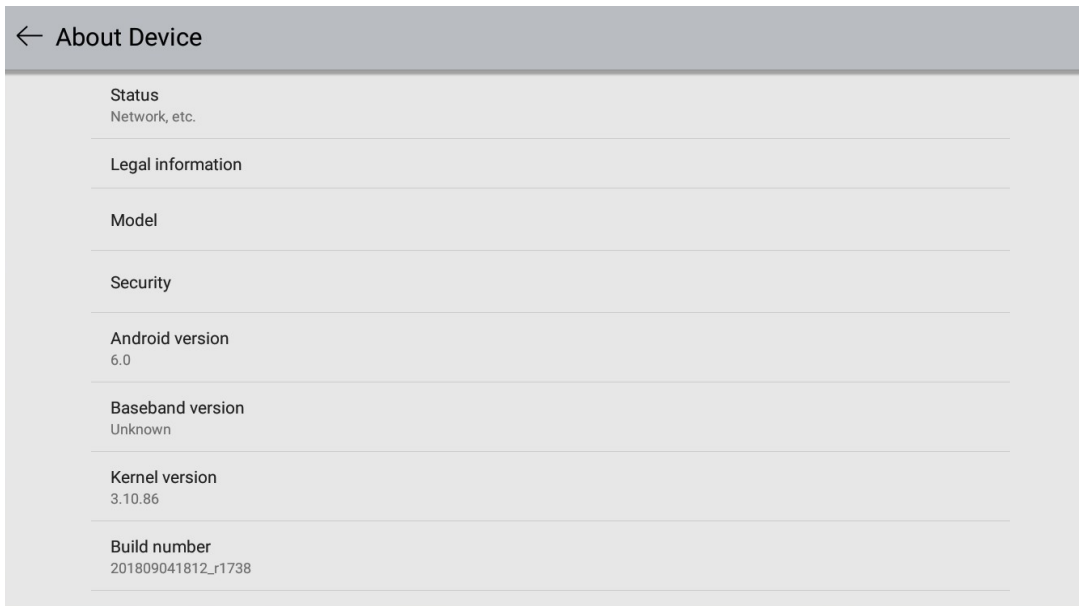 About Device
Status
Network, etc.
Legal information
Model
Security
Android version
6.0
Baseband version
Unknown
Kernel version
3.10.86
Build number
201809041812_r1738